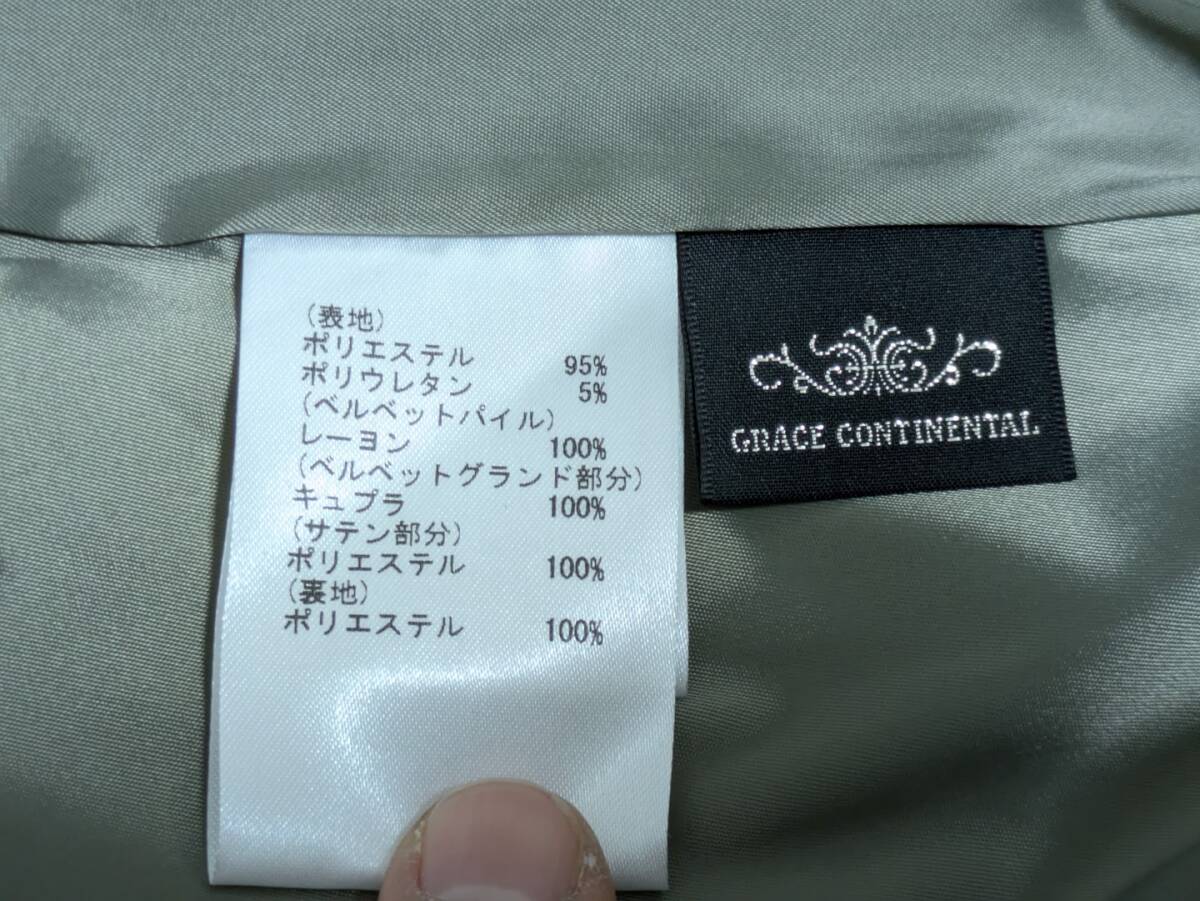 (表地)
ポリエステル 95%
ポリウレタン 5%
(ベルベットパイル)
レーヨン 100%
(ベルベットグランド部分)
キュプラ 100%
(サテン部分)
ポリエステル 100%
(裏地)
ポリエステル 100%
GRACE CONTINENTAL